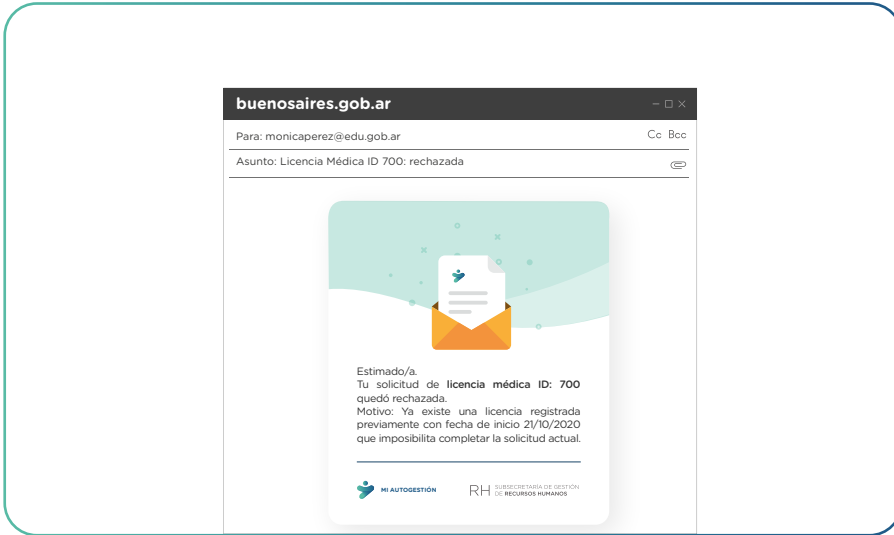 buenosaires.gob.ar
Para: monicaperez@edu.gob.ar
Cc Bcc
Asunto: Licencia Médica ID 700: rechazada
Estimado/a.
Tu solicitud de licencia médica ID: 700
quedó rechazada.
Motivo: Ya existe una licencia registrada
previamente con fecha de inicio 21/10/2020
que imposibilita completar la solicitud actual.
MI AUTOGESTIÓN
RH
SUBSECRETARÍA DE GESTIÓN
DE RECURSOS HUMANOS